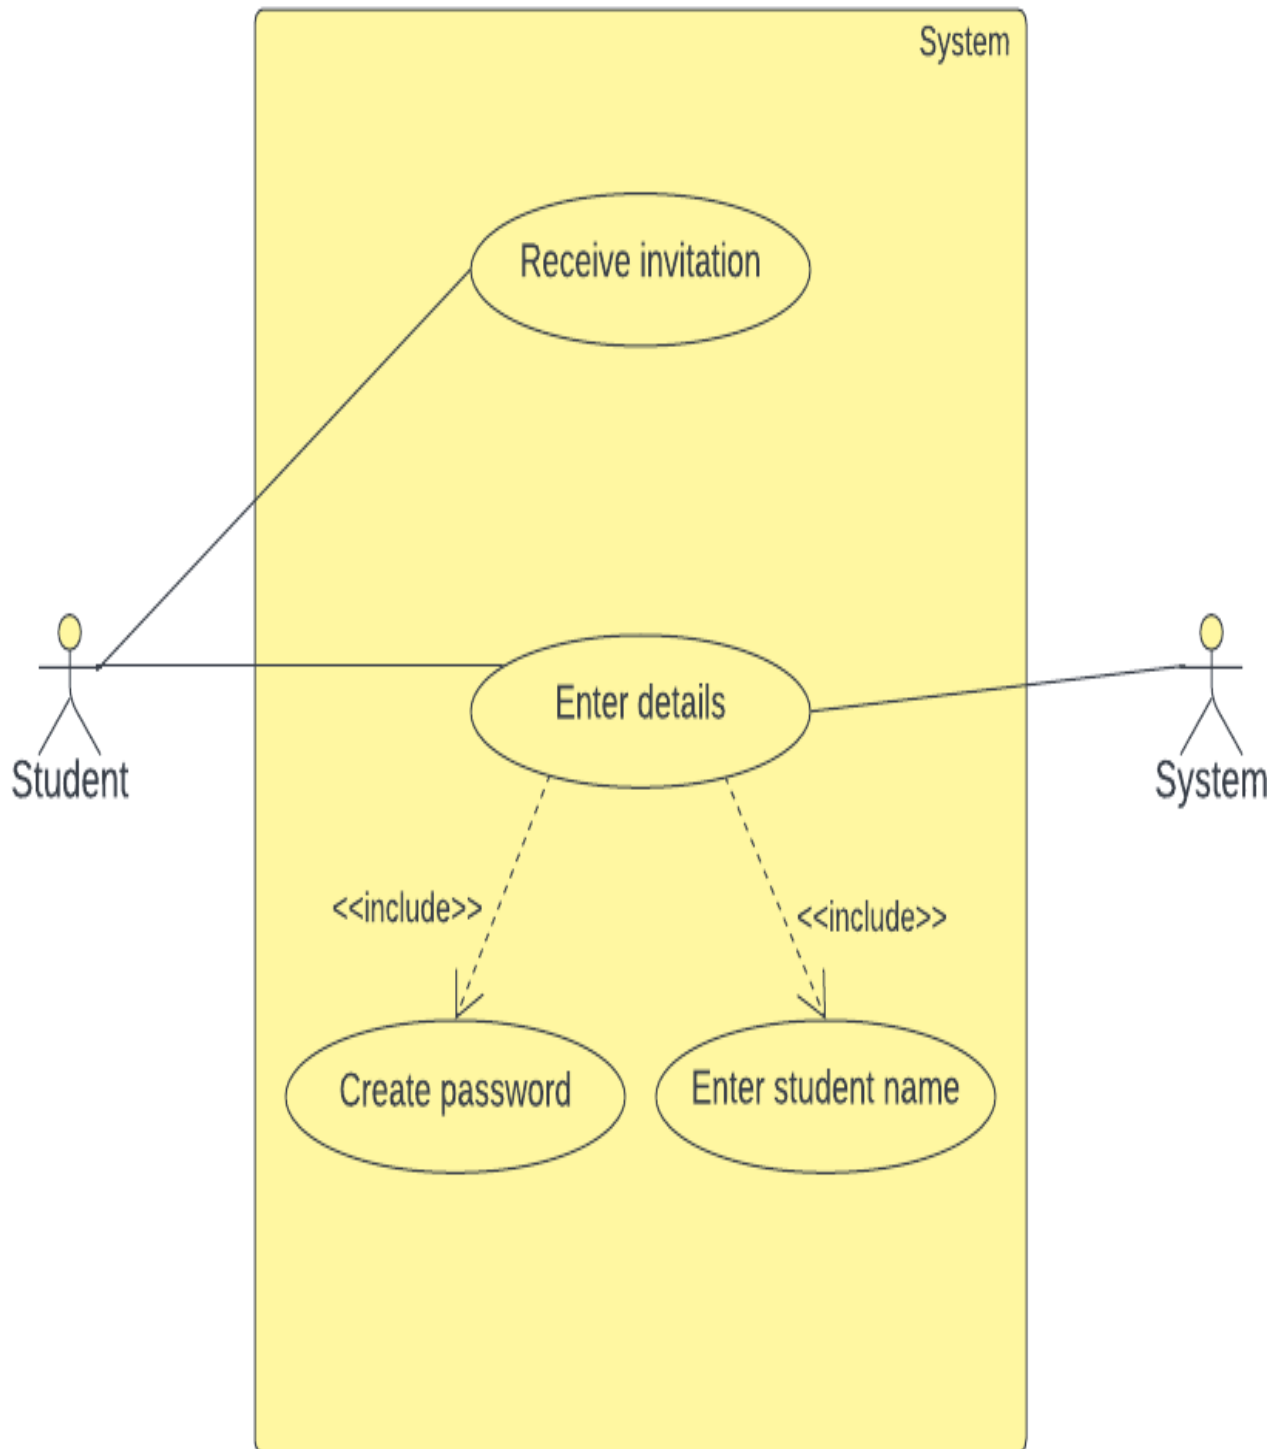 System
Receive invitation
Enter details
Student
System
<<include>>
<<include>>
Create password
Enter student name